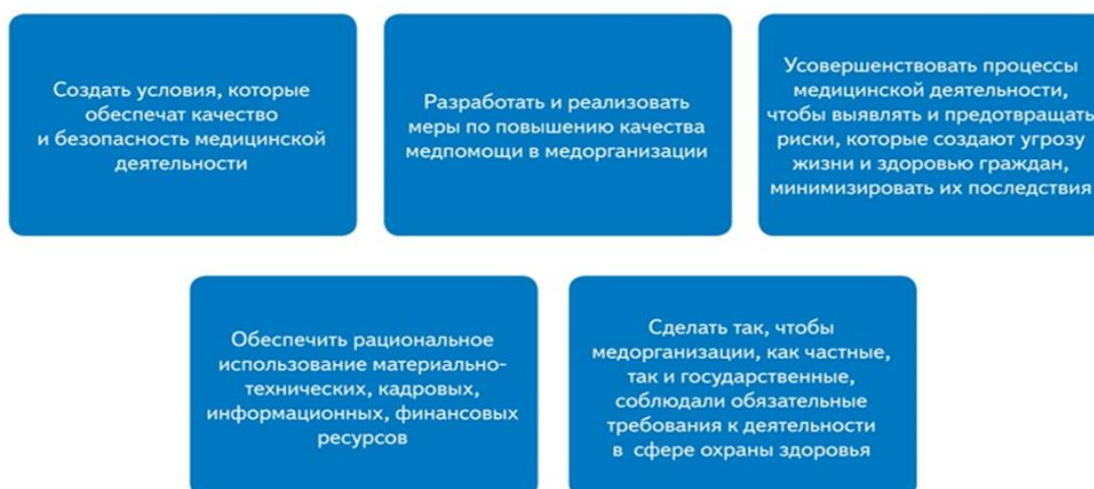 Создать условия, которые
обеспечат качество
и безопасность медицинской
деятельности
Разработать и реализовать
меры по повышению качества
медпомощи в медорганизации
Усовершенствовать процессы
медицинской деятельности,
чтобы выявлять и предотвращать
риски, которые создают угрозу
жизни и здоровью граждан,
минимизировать их последствия
Обеспечить рациональное
использование материально-
технических, кадровых,
информационных, финансовых
ресурсов
Сделать так, чтобы
медорганизации, как частные,
так и государственные,
соблюдали обязательные
требования к деятельности
в сфере охраны здоровья